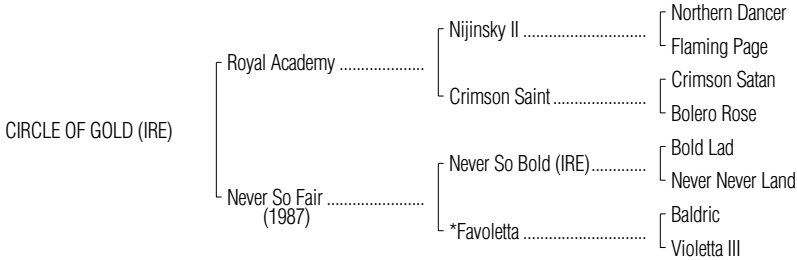 Northern Dancer
Nijinsky II ..............................
Flaming Page
Royal Academy .....................
Crimson Satan
Crimson Saint .......................
Bolero Rose
CIRCLE OF GOLD (IRE)
Bold Lad
Never So Bold (IRE).............
Never Never Land
Never So Fair ........................
(1987)
Baldric
*Favoletta ..............................
Violetta III